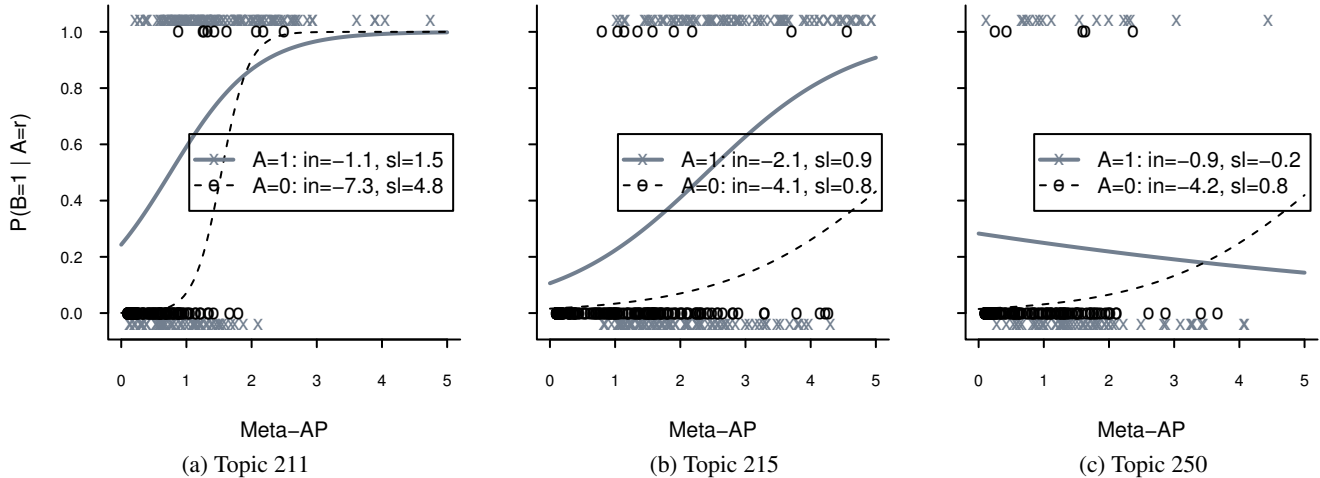 P(B=1 | A=r)
1.0
0.8
0.6
0.4
0.2
0.0
A=1: in=−1.1, sl=1.5
A=0: in=−7.3, sl=4.8
0 1 2 3 4 5
Meta−AP
(a) Topic 211
A=1: in=−2.1, sl=0.9
A=0: in=−4.1, sl=0.8
0 1 2 3 4 5
Meta−AP
(b) Topic 215
A=1: in=−0.9, sl=−0.2
A=0: in=−4.2, sl=0.8
0 1 2 3 4 5
Meta−AP
(c) Topic 250